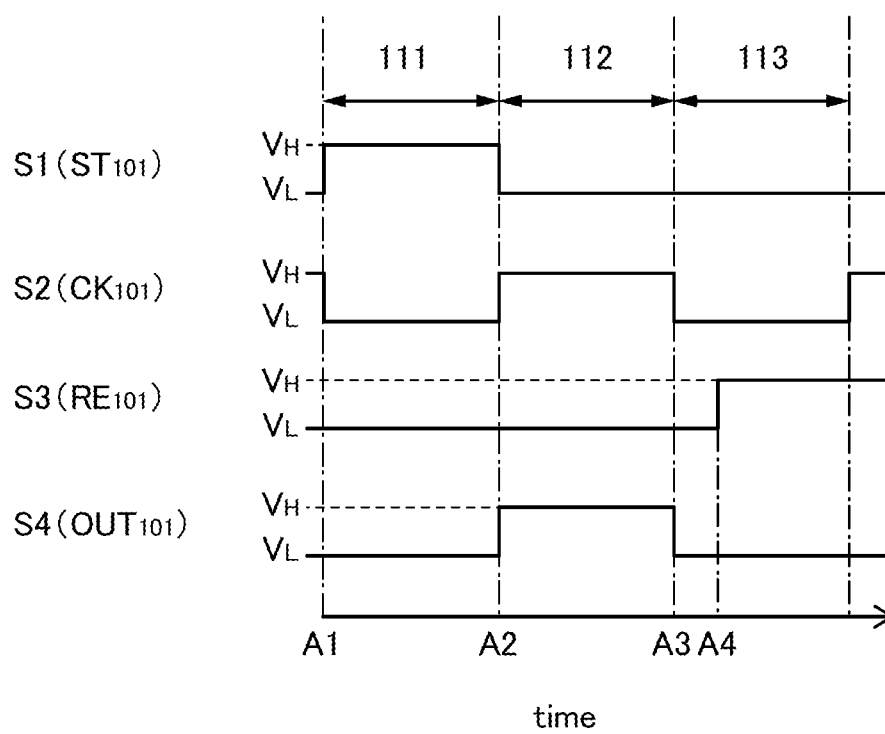 111 112 113
S1(ST101) VH
VL
S2(CK101) VH
VL
S3(RE101) VH
VL
S4(OUT101) VH
VL
A1 A2 A3 A4
time